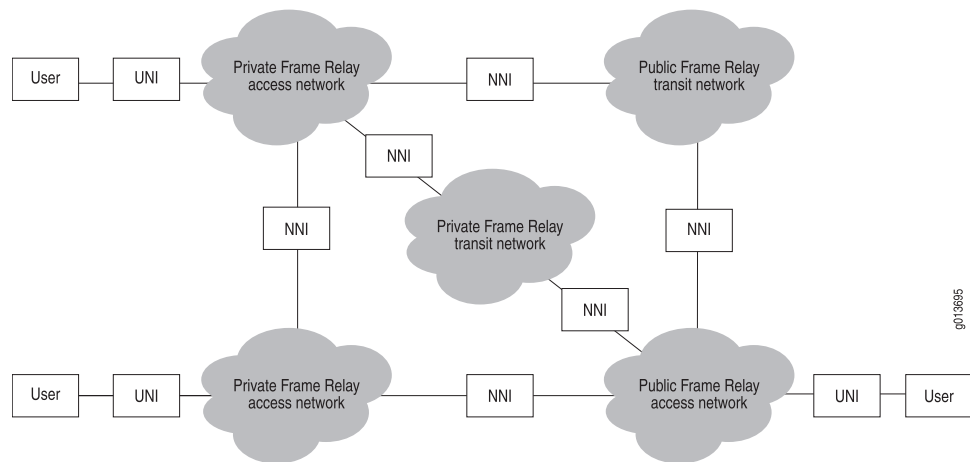 User
UNI
Private Frame Relay
access network
NNI
Public Frame Relay
transit network
NNI
NNI
Private Frame Relay
transit network
NNI
NNI
g013695
User
UNI
Private Frame Relay
access network
NNI
Public Frame Relay
access network
UNI
User